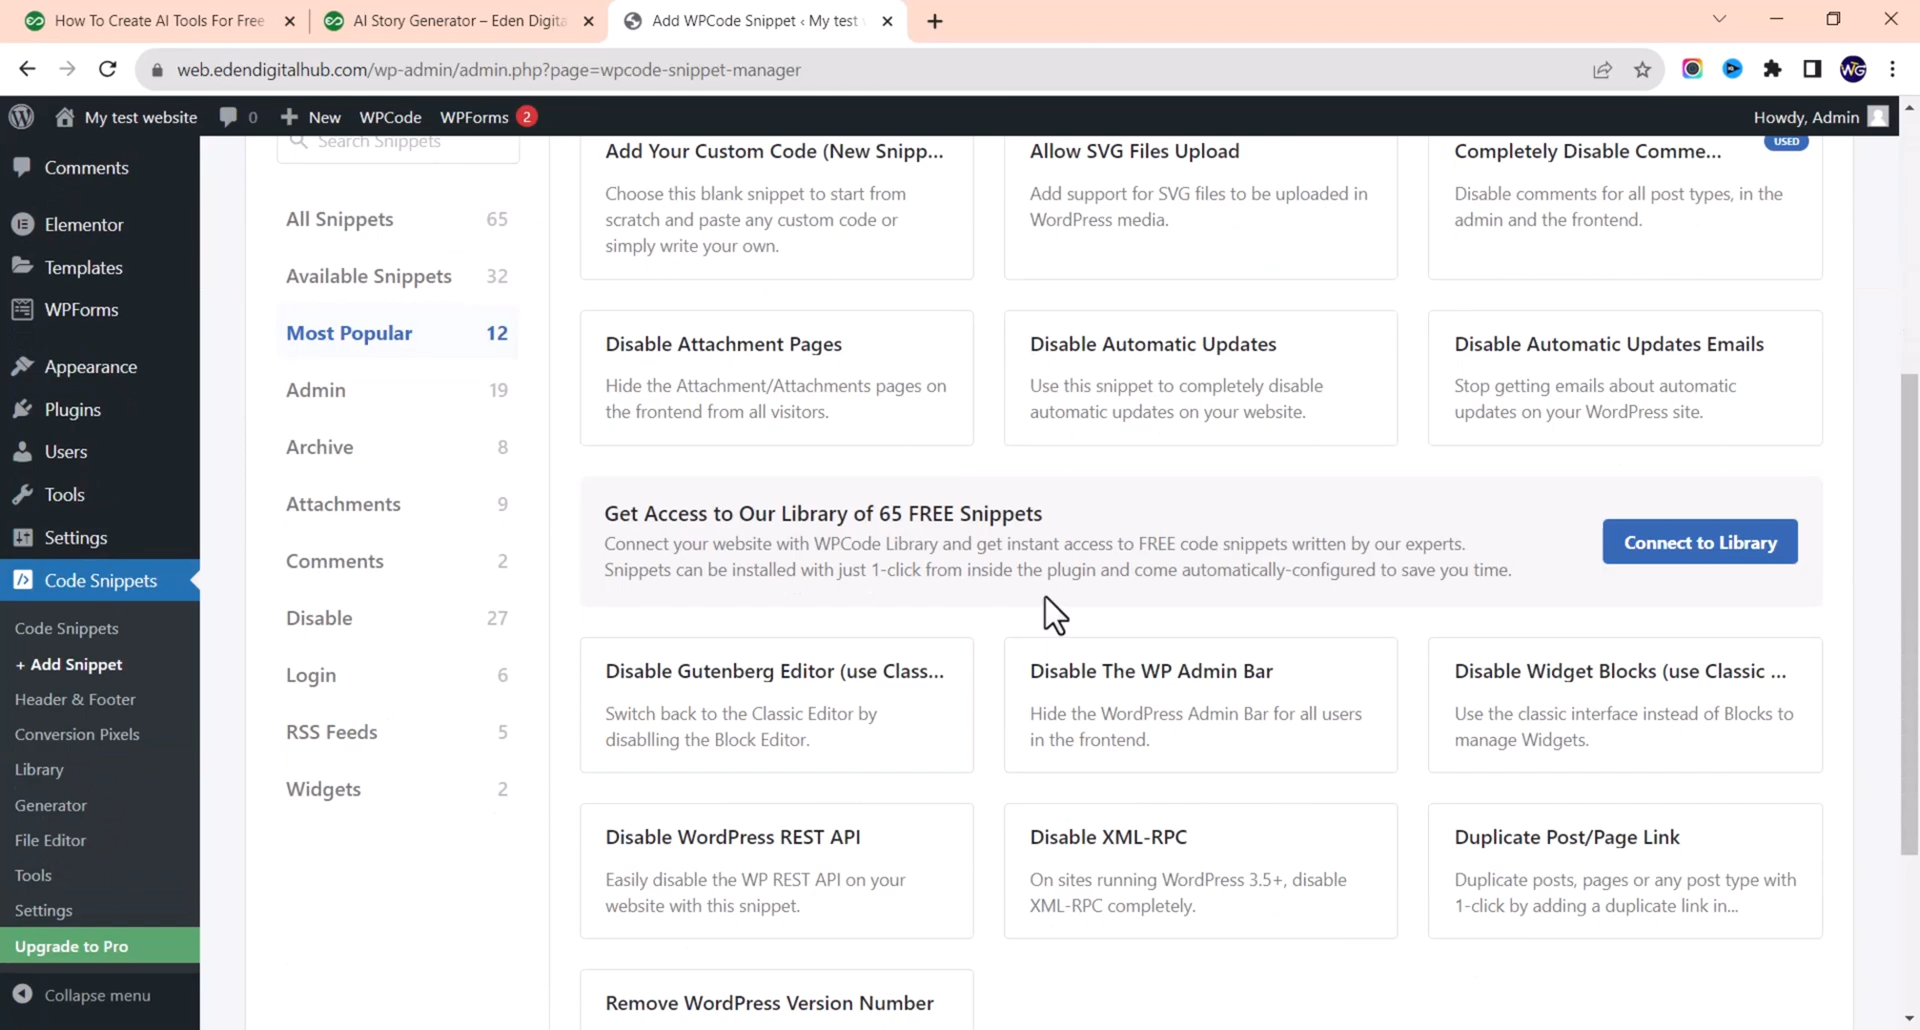 How To Create AI Tools For Free
AI Story Generator – Eden Digita
Add WPCode Snippet ‹ My test
web.edendigitalhub.com/wp-admin/admin.php?page=wpcode-snippet-manager
WG
My test website
0
New
WPCode
WPForms 2
Howdy, Admin
Comments
Elementor
Templates
WPForms
Appearance
Plugins
Users
Tools
Settings
Code Snippets
Code Snippets
+ Add Snippet
Header & Footer
Conversion Pixels
Library
Generator
File Editor
Tools
Settings
Upgrade to Pro
Collapse menu
Search Snippets
All Snippets 65
Available Snippets 32
Most Popular 12
Admin 19
Archive 8
Attachments 9
Comments 2
Disable 27
Login 6
RSS Feeds 5
Widgets 2
Add Your Custom Code (New Snipp...
Choose this blank snippet to start from
scratch and paste any custom code or
simply write your own.
Allow SVG Files Upload
Add support for SVG files to be uploaded in
WordPress media.
USED
Completely Disable Comme...
Disable comments for all post types, in the
admin and the frontend.
Disable Attachment Pages
Hide the Attachment/Attachments pages on
the frontend from all visitors.
Disable Automatic Updates
Use this snippet to completely disable
automatic updates on your website.
Disable Automatic Updates Emails
Stop getting emails about automatic
updates on your WordPress site.
Get Access to Our Library of 65 FREE Snippets
Connect your website with WPCode Library and get instant access to FREE code snippets written by our experts.
Snippets can be installed with just 1-click from inside the plugin and come automatically-configured to save you time.
Connect to Library
Disable Gutenberg Editor (use Class...
Switch back to the Classic Editor by
disablling the Block Editor.
Disable The WP Admin Bar
Hide the WordPress Admin Bar for all users
in the frontend.
Disable Widget Blocks (use Classic ...
Use the classic interface instead of Blocks to
manage Widgets.
Disable WordPress REST API
Easily disable the WP REST API on your
website with this snippet.
Disable XML-RPC
On sites running WordPress 3.5+, disable
XML-RPC completely.
Duplicate Post/Page Link
Duplicate posts, pages or any post type with
1-click by adding a duplicate link in...
Remove WordPress Version Number